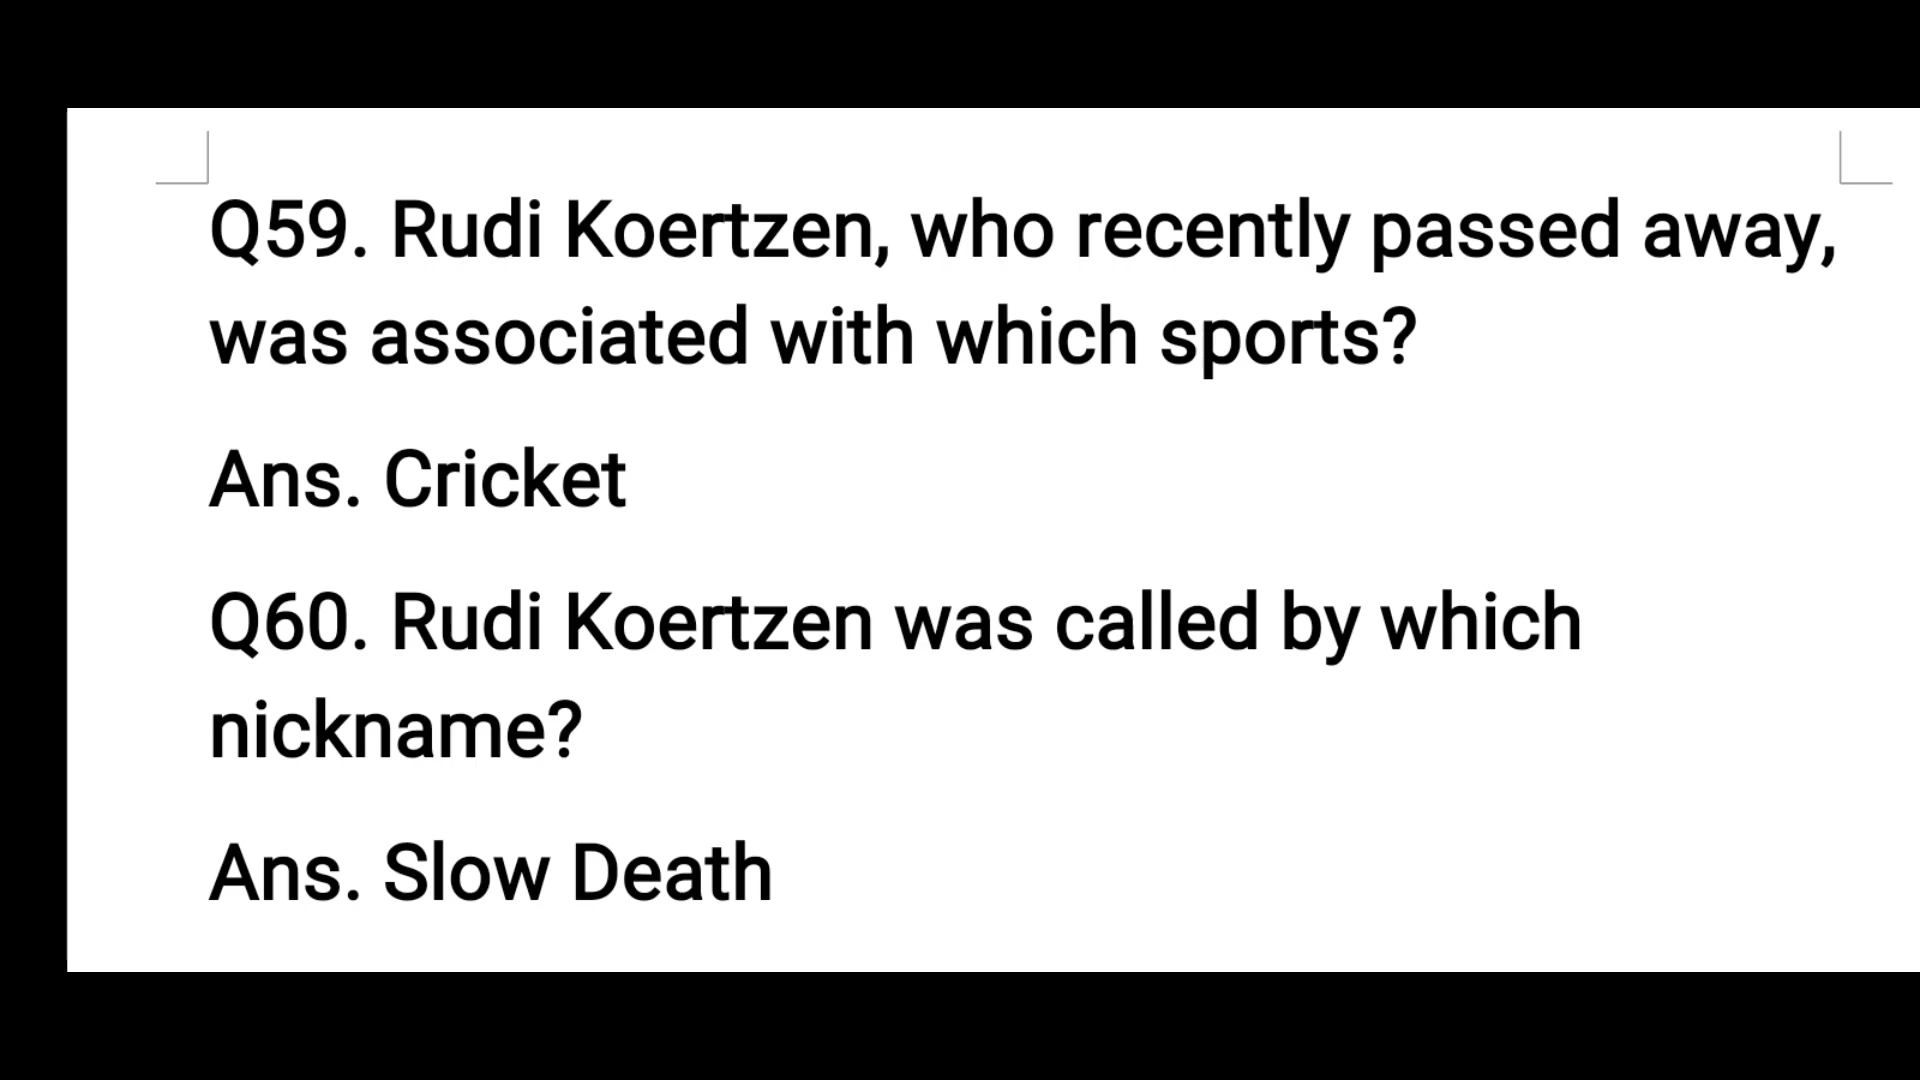 Q59. Rudi Koertzen, who recently passed away,
was associated with which sports?
Ans. Cricket
Q60. Rudi Koertzen was called by which
nickname?
Ans. Slow Death